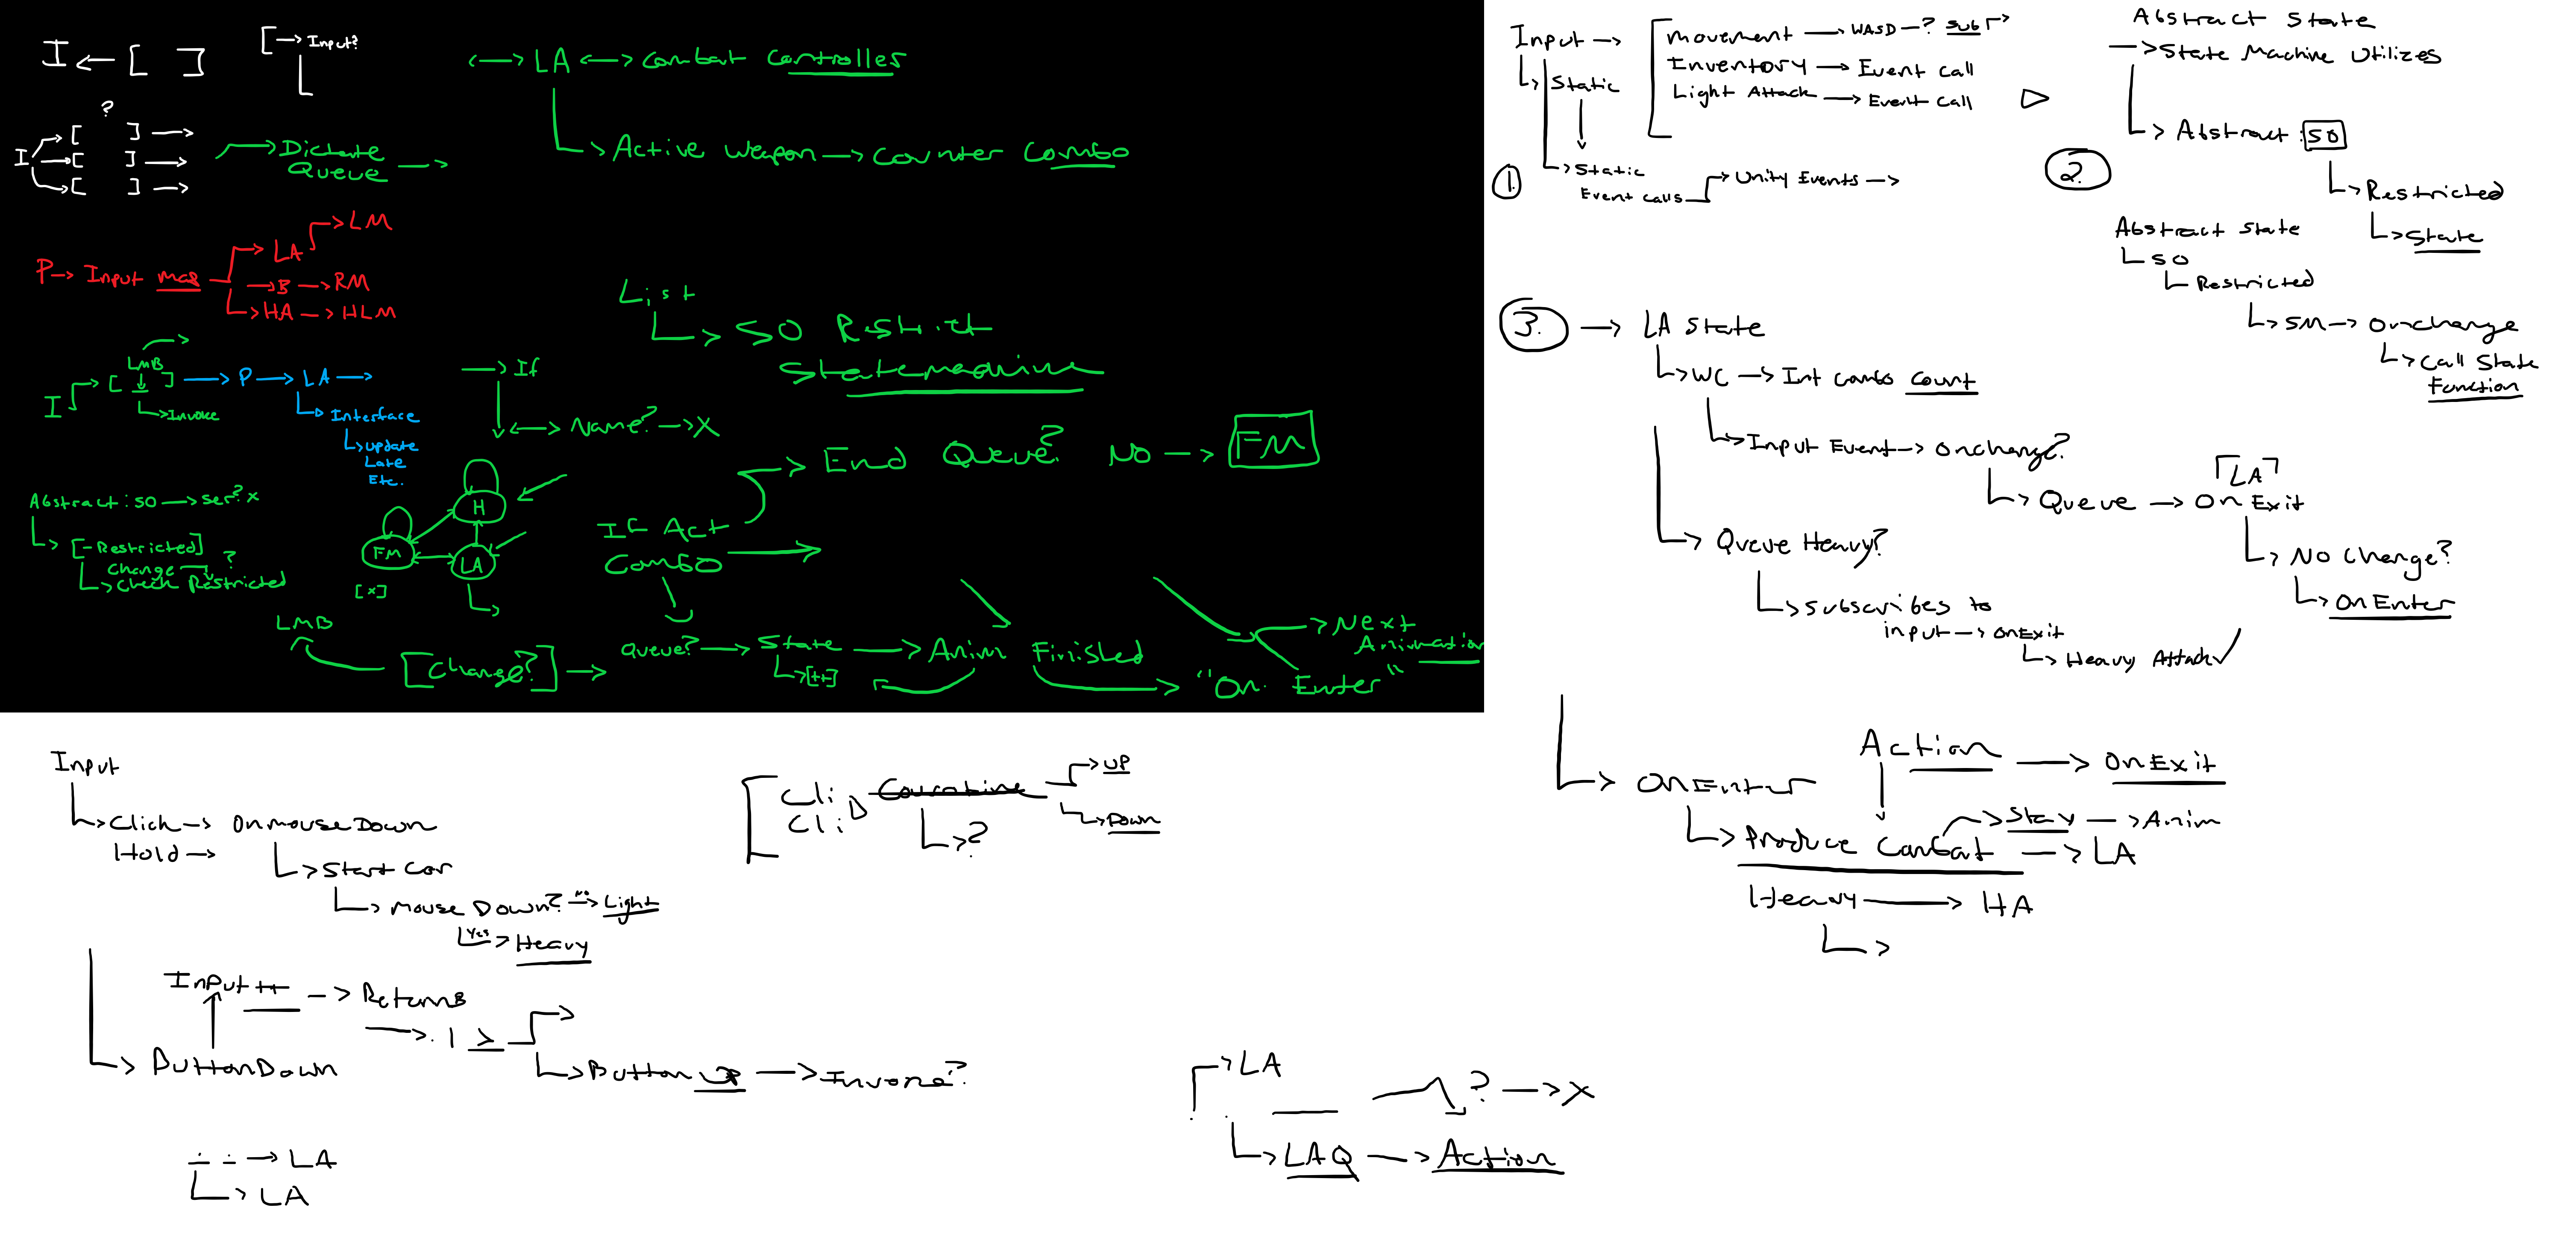 I ← [ ]
[→ Input?
?
I → [ ] →
[ ] →
[ ] →
→ Dictate
Queue →
↔ LA ↔ Combat Controller
Active Weapon → Counter Combo
P → Input Map
LA → LM
B → RM
HA → HLM
LMB
I → [ ↓ ] → P → LA →
Invoke
Interface
update
Late
Etc.
→ If
↔ Name? → X
List
SO Restrict
Statemachine
Abstract: SO → ser? x
[-Restricted]
change → ?
check Restricted
H
FM
LA
[x]
End Queue? No → FM
If Act
Combo →
LMB
[Change?] →
queue? → State → Anim Finished
[++]
"On Enter"
Next
Animation
Input →
Static
Static
Event calls → Unity Events →
Movement → WASD → ? Sub
Inventory → Event call
Light Attack → Event call
1.
Abstract State
→ State Machine Utilizes
Abstract: SO
2.
Restricted
State
Abstract State
SO
Restricted
SM → Onchange
Call State
Function
3. → LA State
WC → Int combo count
Input Event → Onchange?
"LA"
Queue → On Exit
No Change?
OnEnter
Queue Heavy?
Subscribes to
input → OnExit
Heavy Attack ✓
OnEnter
Action → OnExit
Produce Combat → LA
Stay → Anim
Heavy → HA
Input
Click → OnmouseDown
Hold →
Start Cor
Mouse Down? No → Light
Yes → Heavy
Input ++ → Returns
→ . 1 >
ButtonDown
Button Up → Invoke?
Cli
Cli
Coroutine
?
UP
Down
→ LA
LA
LA
? → X
LAQ → Action